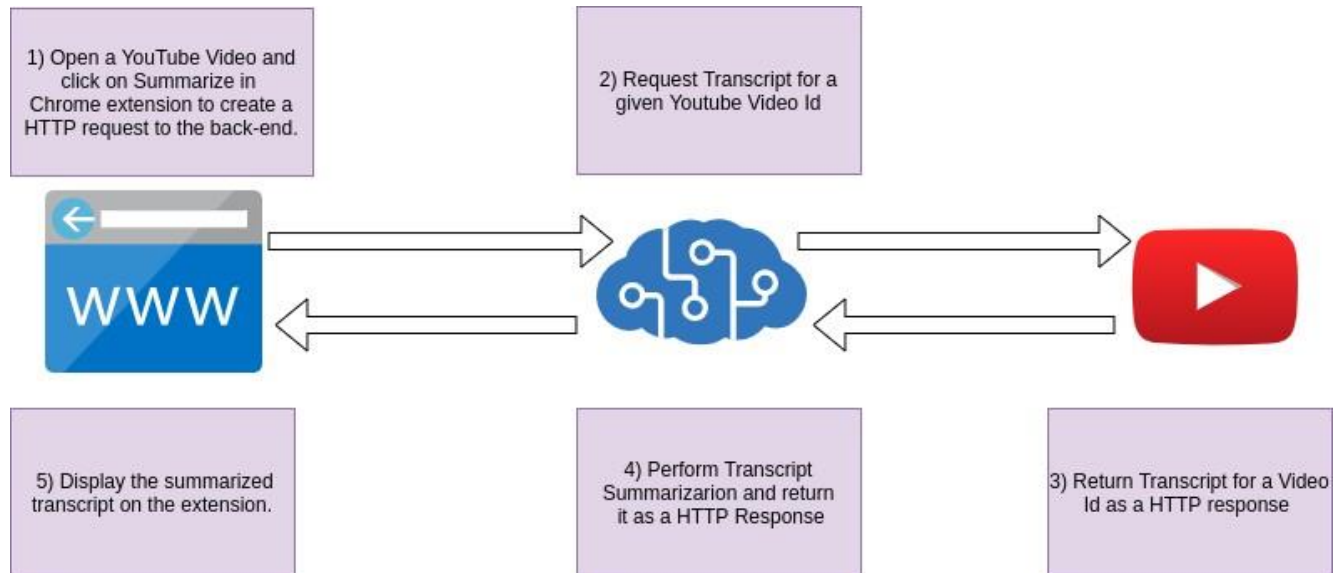 1) Open a YouTube Video and
click on Summarize in
Chrome extension to create a
HTTP request to the back-end.
2) Request Transcript for a
given Youtube Video Id
WWW
5) Display the summarized
transcript on the extension.
4) Perform Transcript
Summarizarion and return
it as a HTTP Response
3) Return Transcript for a Video
Id as a HTTP response